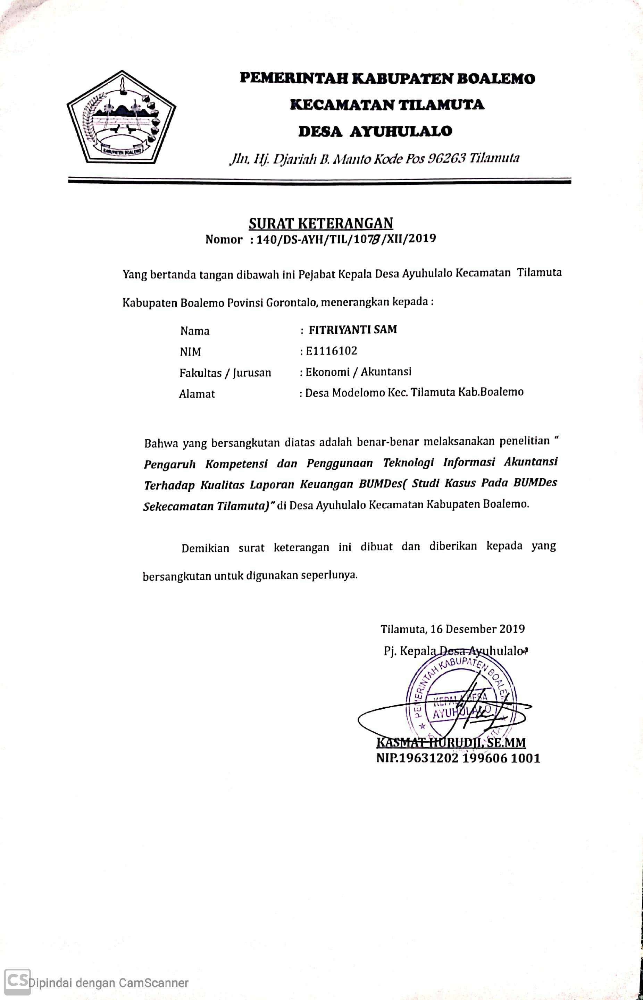 PEMERINTAH KABUPATEN BOALEMO
KECAMATAN TILAMUTA
DESA AYUHULALO
Jln. Hj. Djariah B. Manto Kode Pos 96263 Tilamuta
KABUPATEN BOALEMO
SURAT KETERANGAN
Nomor : 140/DS-AYH/TIL/1078/XII/2019
Yang bertanda tangan dibawah ini Pejabat Kepala Desa Ayuhulalo Kecamatan Tilamuta
Kabupaten Boalemo Povinsi Gorontalo, menerangkan kepada :
Nama : FITRIYANTI SAM
NIM : E1116102
Fakultas / Jurusan : Ekonomi / Akuntansi
Alamat : Desa Modelomo Kec. Tilamuta Kab.Boalemo
Bahwa yang bersangkutan diatas adalah benar-benar melaksanakan penelitian “
Pengaruh Kompetensi dan Penggunaan Teknologi Informasi Akuntansi
Terhadap Kualitas Laporan Keuangan BUMDes( Studi Kasus Pada BUMDes
Sekecamatan Tilamuta)” di Desa Ayuhulalo Kecamatan Kabupaten Boalemo.
Demikian surat keterangan ini dibuat dan diberikan kepada yang
bersangkutan untuk digunakan seperlunya.
Tilamuta, 16 Desember 2019
Pj. Kepala Desa Ayuhulalo
PEMERINTAH KABUPATEN BOALEMO
KEPALA DESA
AYUHULALO
KASMAT HURUDJI, SE.MM
NIP.19631202 199606 1001
CS Dipindai dengan CamScanner